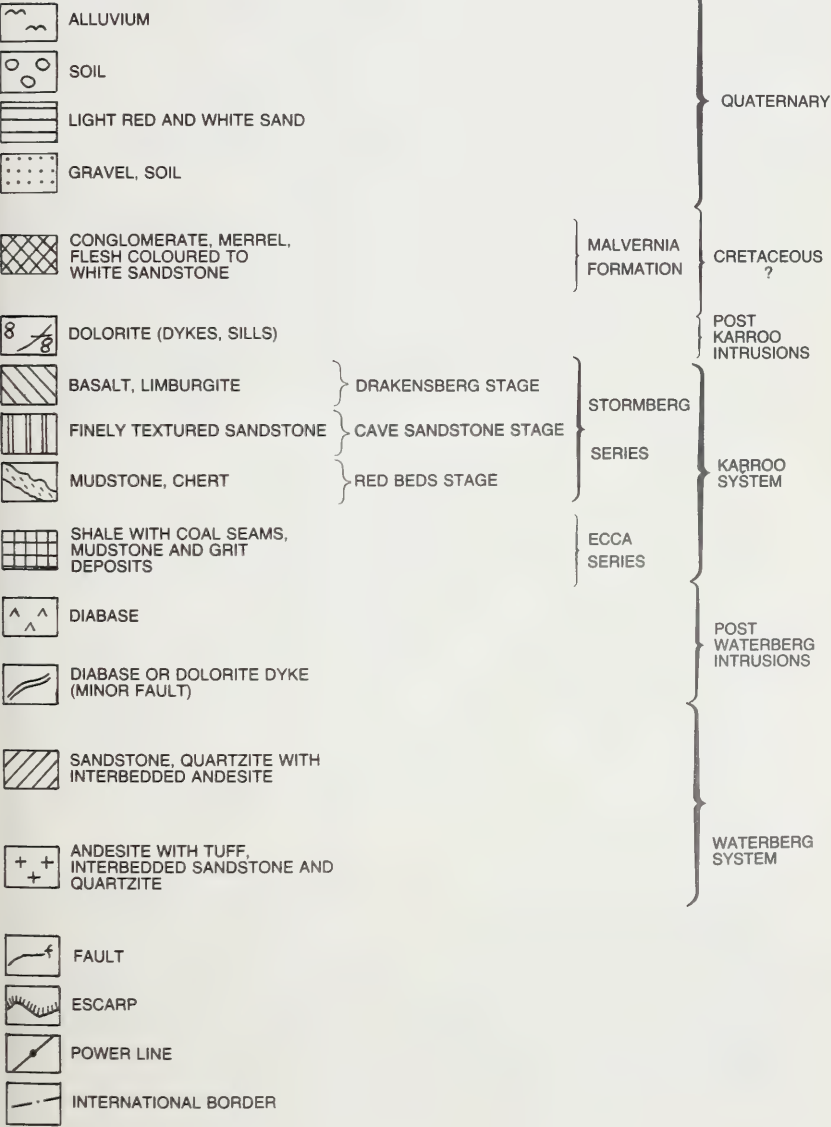 ALLUVIUM
SOIL
LIGHT RED AND WHITE SAND
GRAVEL, SOIL
QUATERNARY
CONGLOMERATE, MERREL,
FLESH COLOURED TO
WHITE SANDSTONE
MALVERNIA
FORMATION
CRETACEOUS
?
8
8
DOLORITE (DYKES, SILLS)
POST
KARROO
INTRUSIONS
BASALT, LIMBURGITE
DRAKENSBERG STAGE
FINELY TEXTURED SANDSTONE
CAVE SANDSTONE STAGE
MUDSTONE, CHERT
RED BEDS STAGE
STORMBERG
SERIES
SHALE WITH COAL SEAMS,
MUDSTONE AND GRIT
DEPOSITS
ECCA
SERIES
KARROO
SYSTEM
DIABASE
DIABASE OR DOLORITE DYKE
(MINOR FAULT)
POST
WATERBERG
INTRUSIONS
SANDSTONE, QUARTZITE WITH
INTERBEDDED ANDESITE
ANDESITE WITH TUFF,
INTERBEDDED SANDSTONE AND
QUARTZITE
WATERBERG
SYSTEM
f
FAULT
ESCARP
POWER LINE
INTERNATIONAL BORDER